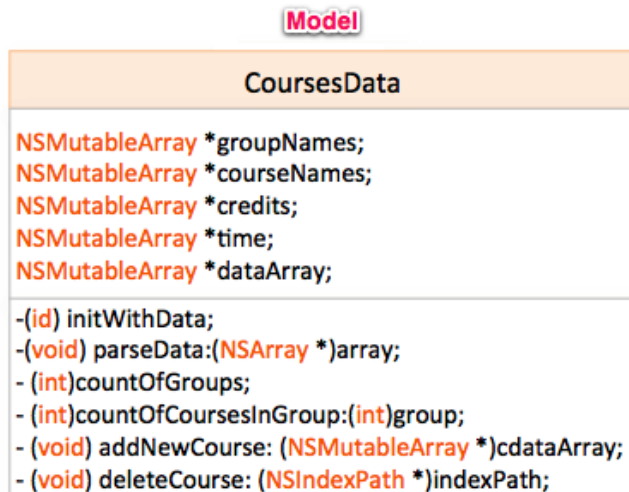 Model
CoursesData
NSMutableArray *groupNames;
NSMutableArray *courseNames;
NSMutableArray *credits;
NSMutableArray *time;
NSMutableArray *dataArray;
-(id) initWithData;
-(void) parseData:(NSArray *)array;
- (int)countOfGroups;
- (int)countOfCoursesInGroup:(int)group;
- (void) addNewCourse: (NSMutableArray *)cdataArray;
- (void) deleteCourse: (NSIndexPath *)indexPath;